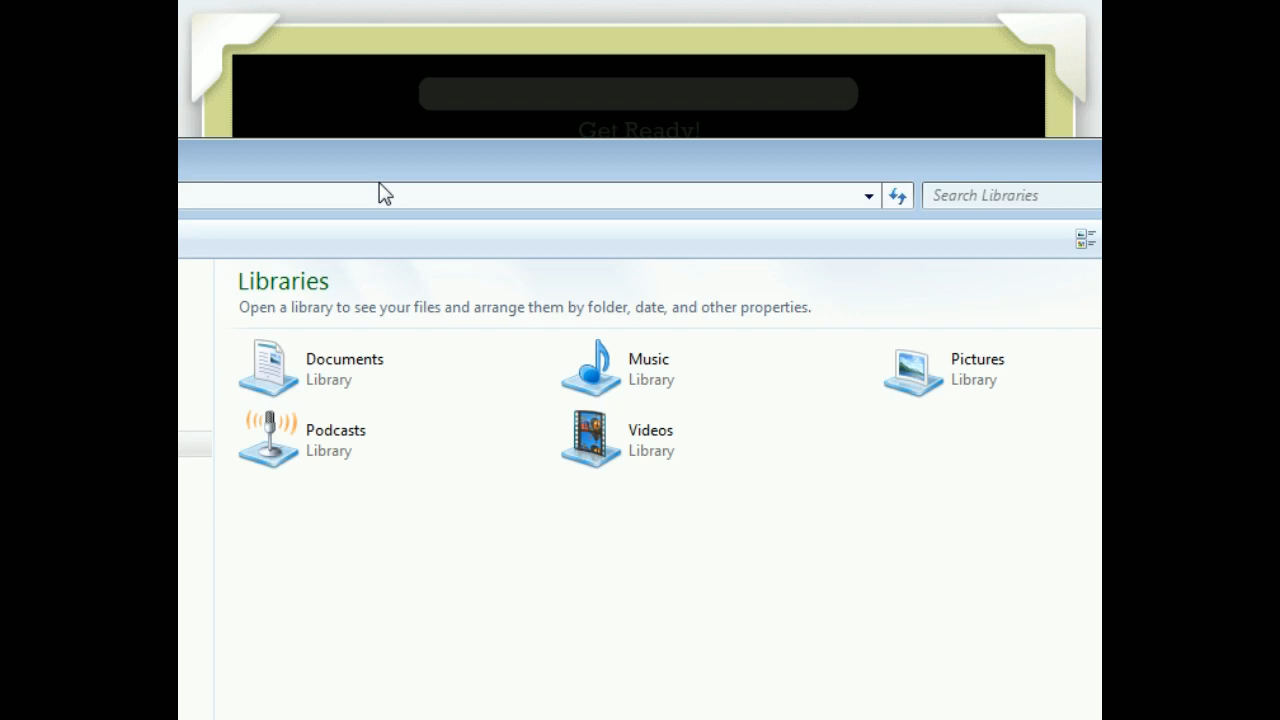 Get Ready!
Search Libraries
Libraries
Open a library to see your files and arrange them by folder, date, and other properties.
Documents
Library
Music
Library
Pictures
Library
Podcasts
Library
Videos
Library